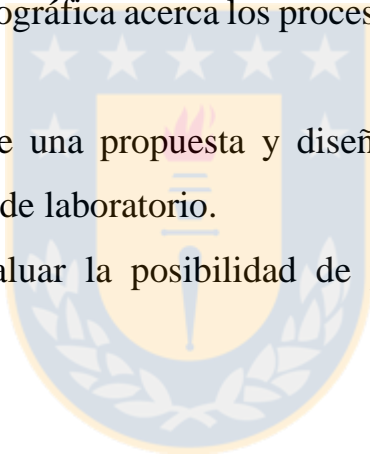 ográfica acerca los proces
e una propuesta y diseñ
de laboratorio.
aluar la posibilidad de